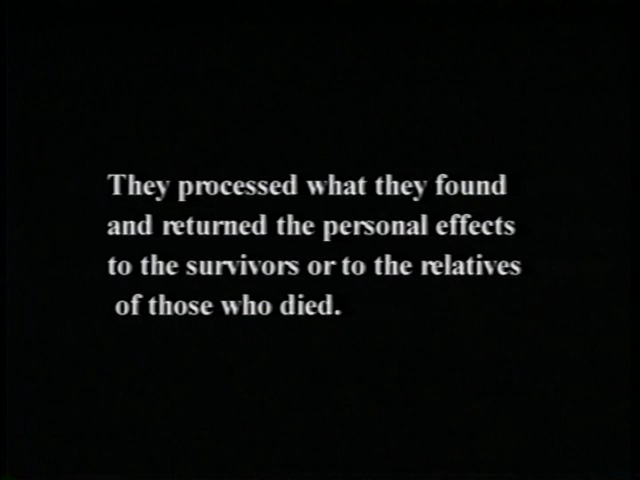 They processed what they found
and returned the personal effects
to the survivors or to the relatives
of those who died.